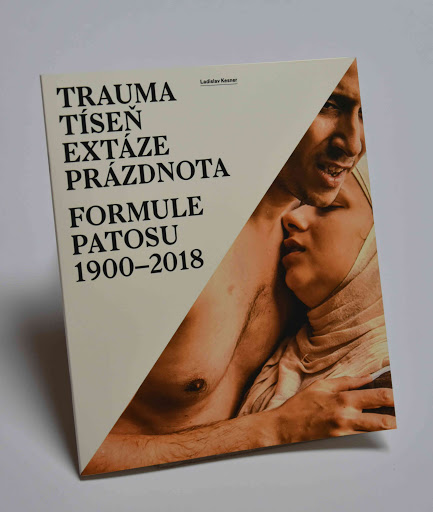 Ladislav Kesner
TRAUMA
TÍSEŇ
EXTÁZE
PRÁZDNOTA
FORMULE
PATOSU
1900–2018